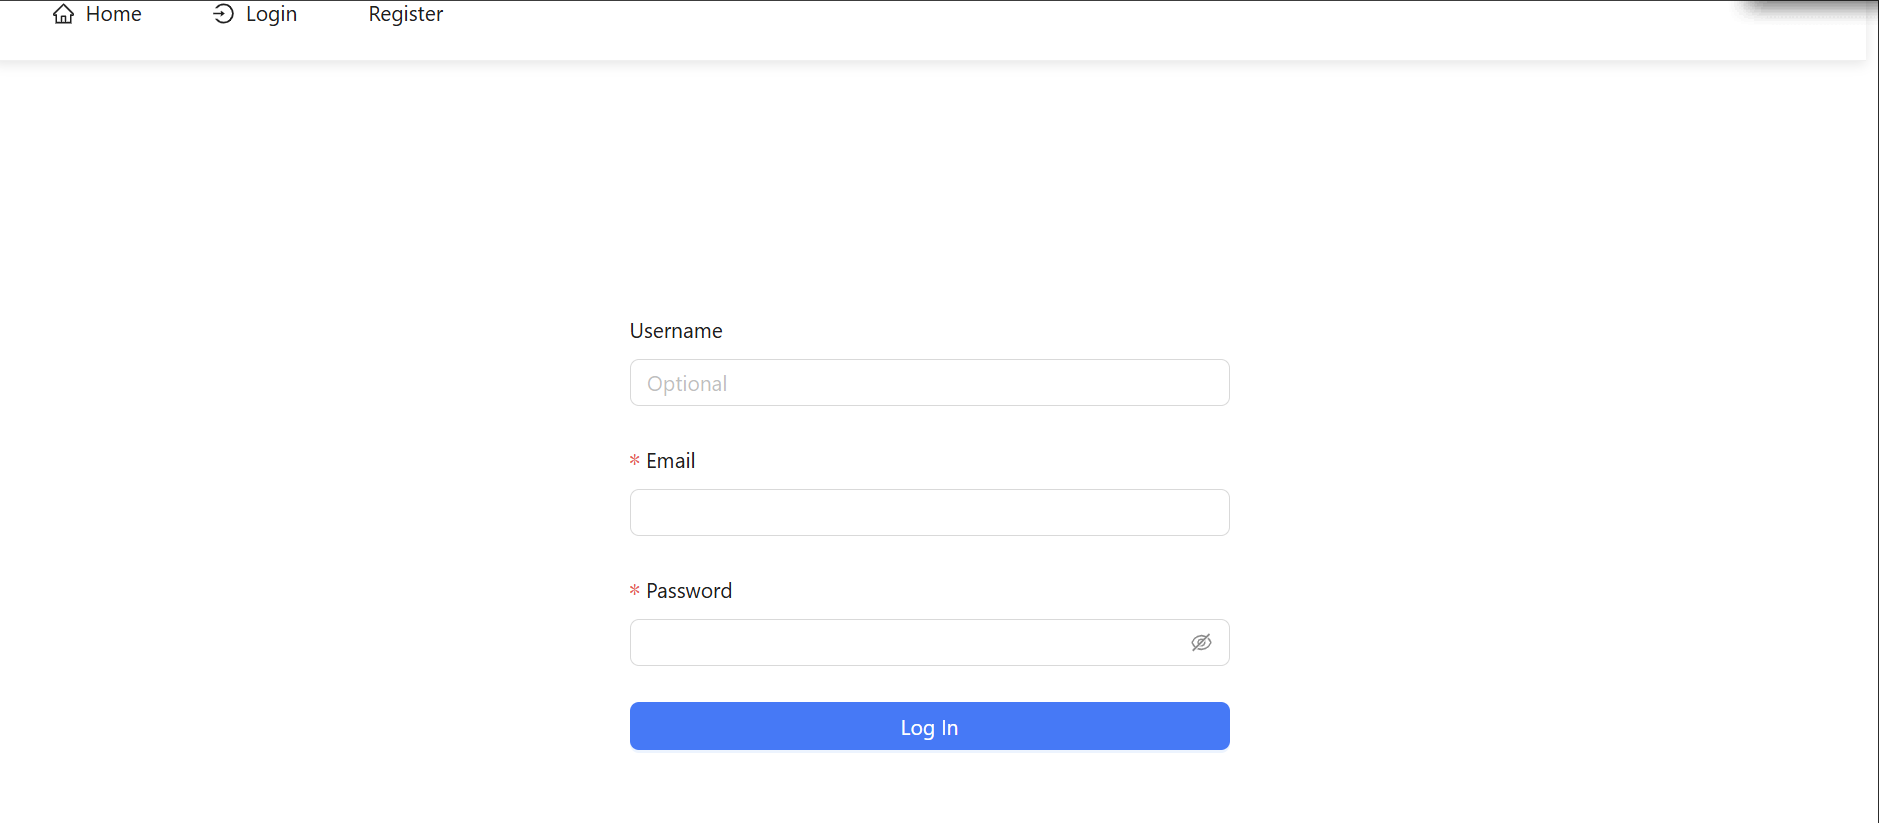 Home Login Register
Username
Optional
* Email
* Password
Log In